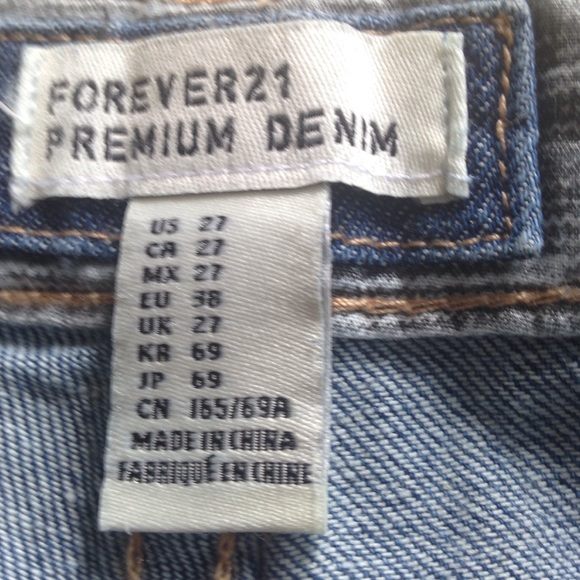 FOREVER21
PREMIUM DENIM
US 27
CA 27
MX 27
EU 38
UK 27
KR 69
JP 69
CN 165/69A
MADE IN CHINA
FABRIQUÉ EN CHINE